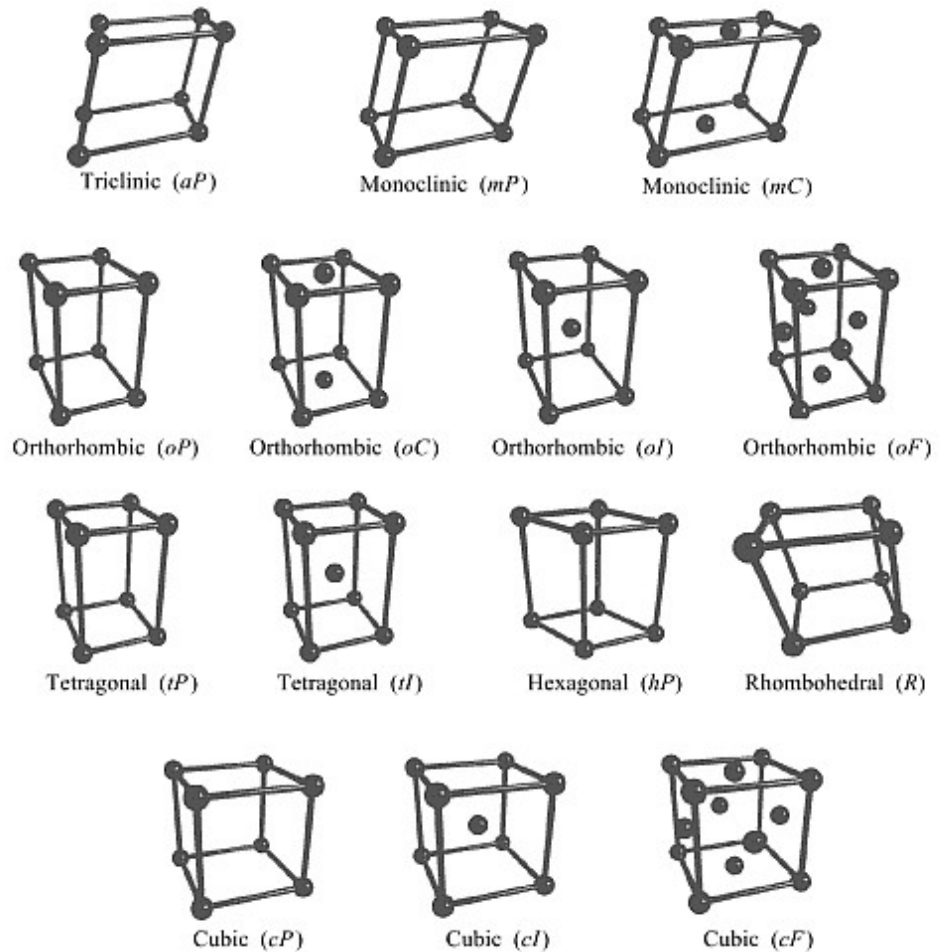 Triclinic (aP) Monoclinic (mP) Monoclinic (mC)
Orthorhombic (oP) Orthorhombic (oC) Orthorhombic (oI) Orthorhombic (oF)
Tetragonal (tP) Tetragonal (tI) Hexagonal (hP) Rhombohedral (R)
Cubic (cP) Cubic (cI) Cubic (cF)